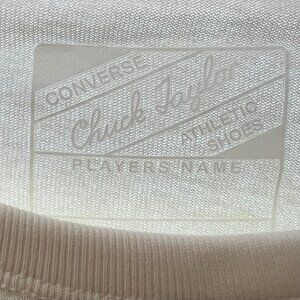 CONVERSE
Chuck Taylor
ATHLETIC
SHOES
PLAYERS NAME